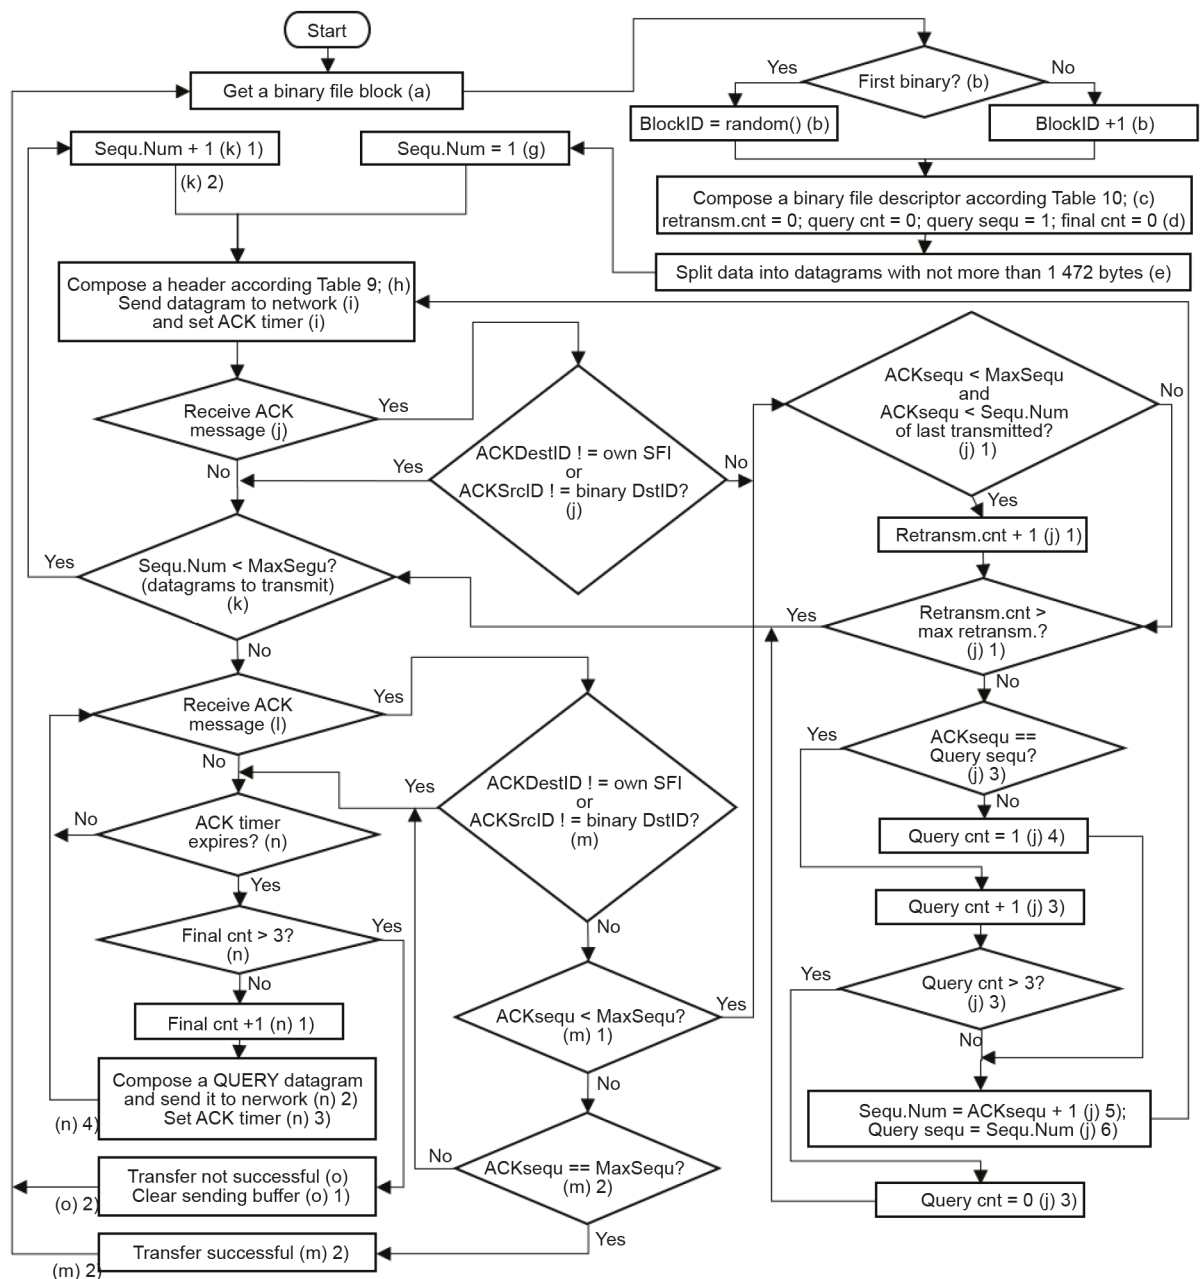 Start
Get a binary file block (a)
First binary? (b)
Yes
No
BlockID = random() (b)
BlockID +1 (b)
Sequ.Num + 1 (k) 1)
Sequ.Num = 1 (g)
(k) 2)
Compose a binary file descriptor according Table 10; (c)
retransm.cnt = 0; query cnt = 0; query sequ = 1; final cnt = 0 (d)
Split data into datagrams with not more than 1 472 bytes (e)
Compose a header according Table 9; (h)
Send datagram to network (i)
and set ACK timer (i)
Receive ACK
message (j)
Yes
No
ACKDestID ! = own SFI
or
ACKSrcID ! = binary DstID?
(j)
Yes
No
ACKsequ < MaxSequ
and
ACKsequ < Sequ.Num
of last transmitted?
(j) 1)
No
Yes
Retransm.cnt + 1 (j) 1)
Sequ.Num < MaxSegu?
(datagrams to transmit)
(k)
Yes
No
Retransm.cnt >
max retransm.?
(j) 1)
Yes
No
Receive ACK
message (l)
Yes
No
ACKsequ ==
Query sequ?
(j) 3)
Yes
No
ACKDestID ! = own SFI
or
ACKSrcID ! = binary DstID?
(m)
Yes
No
ACK timer
expires? (n)
No
Yes
Query cnt = 1 (j) 4)
Query cnt + 1 (j) 3)
Final cnt > 3?
(n)
Yes
No
Query cnt > 3?
(j) 3)
Yes
No
Final cnt +1 (n) 1)
ACKsequ < MaxSequ?
(m) 1)
Yes
No
Compose a QUERY datagram
and send it to nerwork (n) 2)
Set ACK timer (n) 3)
(n) 4)
Sequ.Num = ACKsequ + 1 (j) 5);
Query sequ = Sequ.Num (j) 6)
ACKsequ == MaxSequ?
(m) 2)
No
Yes
Transfer not successful (o)
Clear sending buffer (o) 1)
(o) 2)
Query cnt = 0 (j) 3)
Transfer successful (m) 2)
(m) 2)